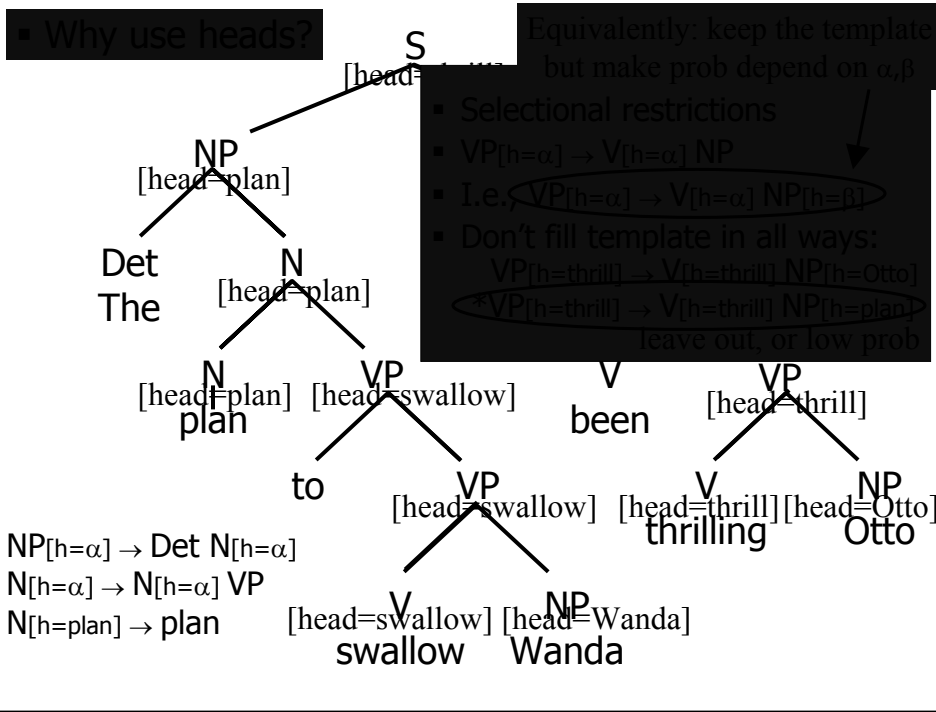 ▪ Why use heads?
Equivalently: keep the template
but make prob depend on α,β
▪ Selectional restrictions
▪ VP[h=α] → V[h=α] NP
▪ I.e., VP[h=α] → V[h=α] NP[h=β]
▪ Don't fill template in all ways:
VP[h=thrill] → V[h=thrill] NP[h=Otto]
*VP[h=thrill] → V[h=thrill] NP[h=plan]
leave out, or low prob
S
[head=thrill]
NP
[head=plan]
Det
The
N
[head=plan]
N
[head=plan]
plan
VP
[head=swallow]
V
been
VP
[head=thrill]
to
VP
[head=swallow]
V
[head=thrill]
thrilling
NP
[head=Otto]
Otto
V
[head=swallow]
swallow
NP
[head=Wanda]
Wanda
NP[h=α] → Det N[h=α]
N[h=α] → N[h=α] VP
N[h=plan] → plan